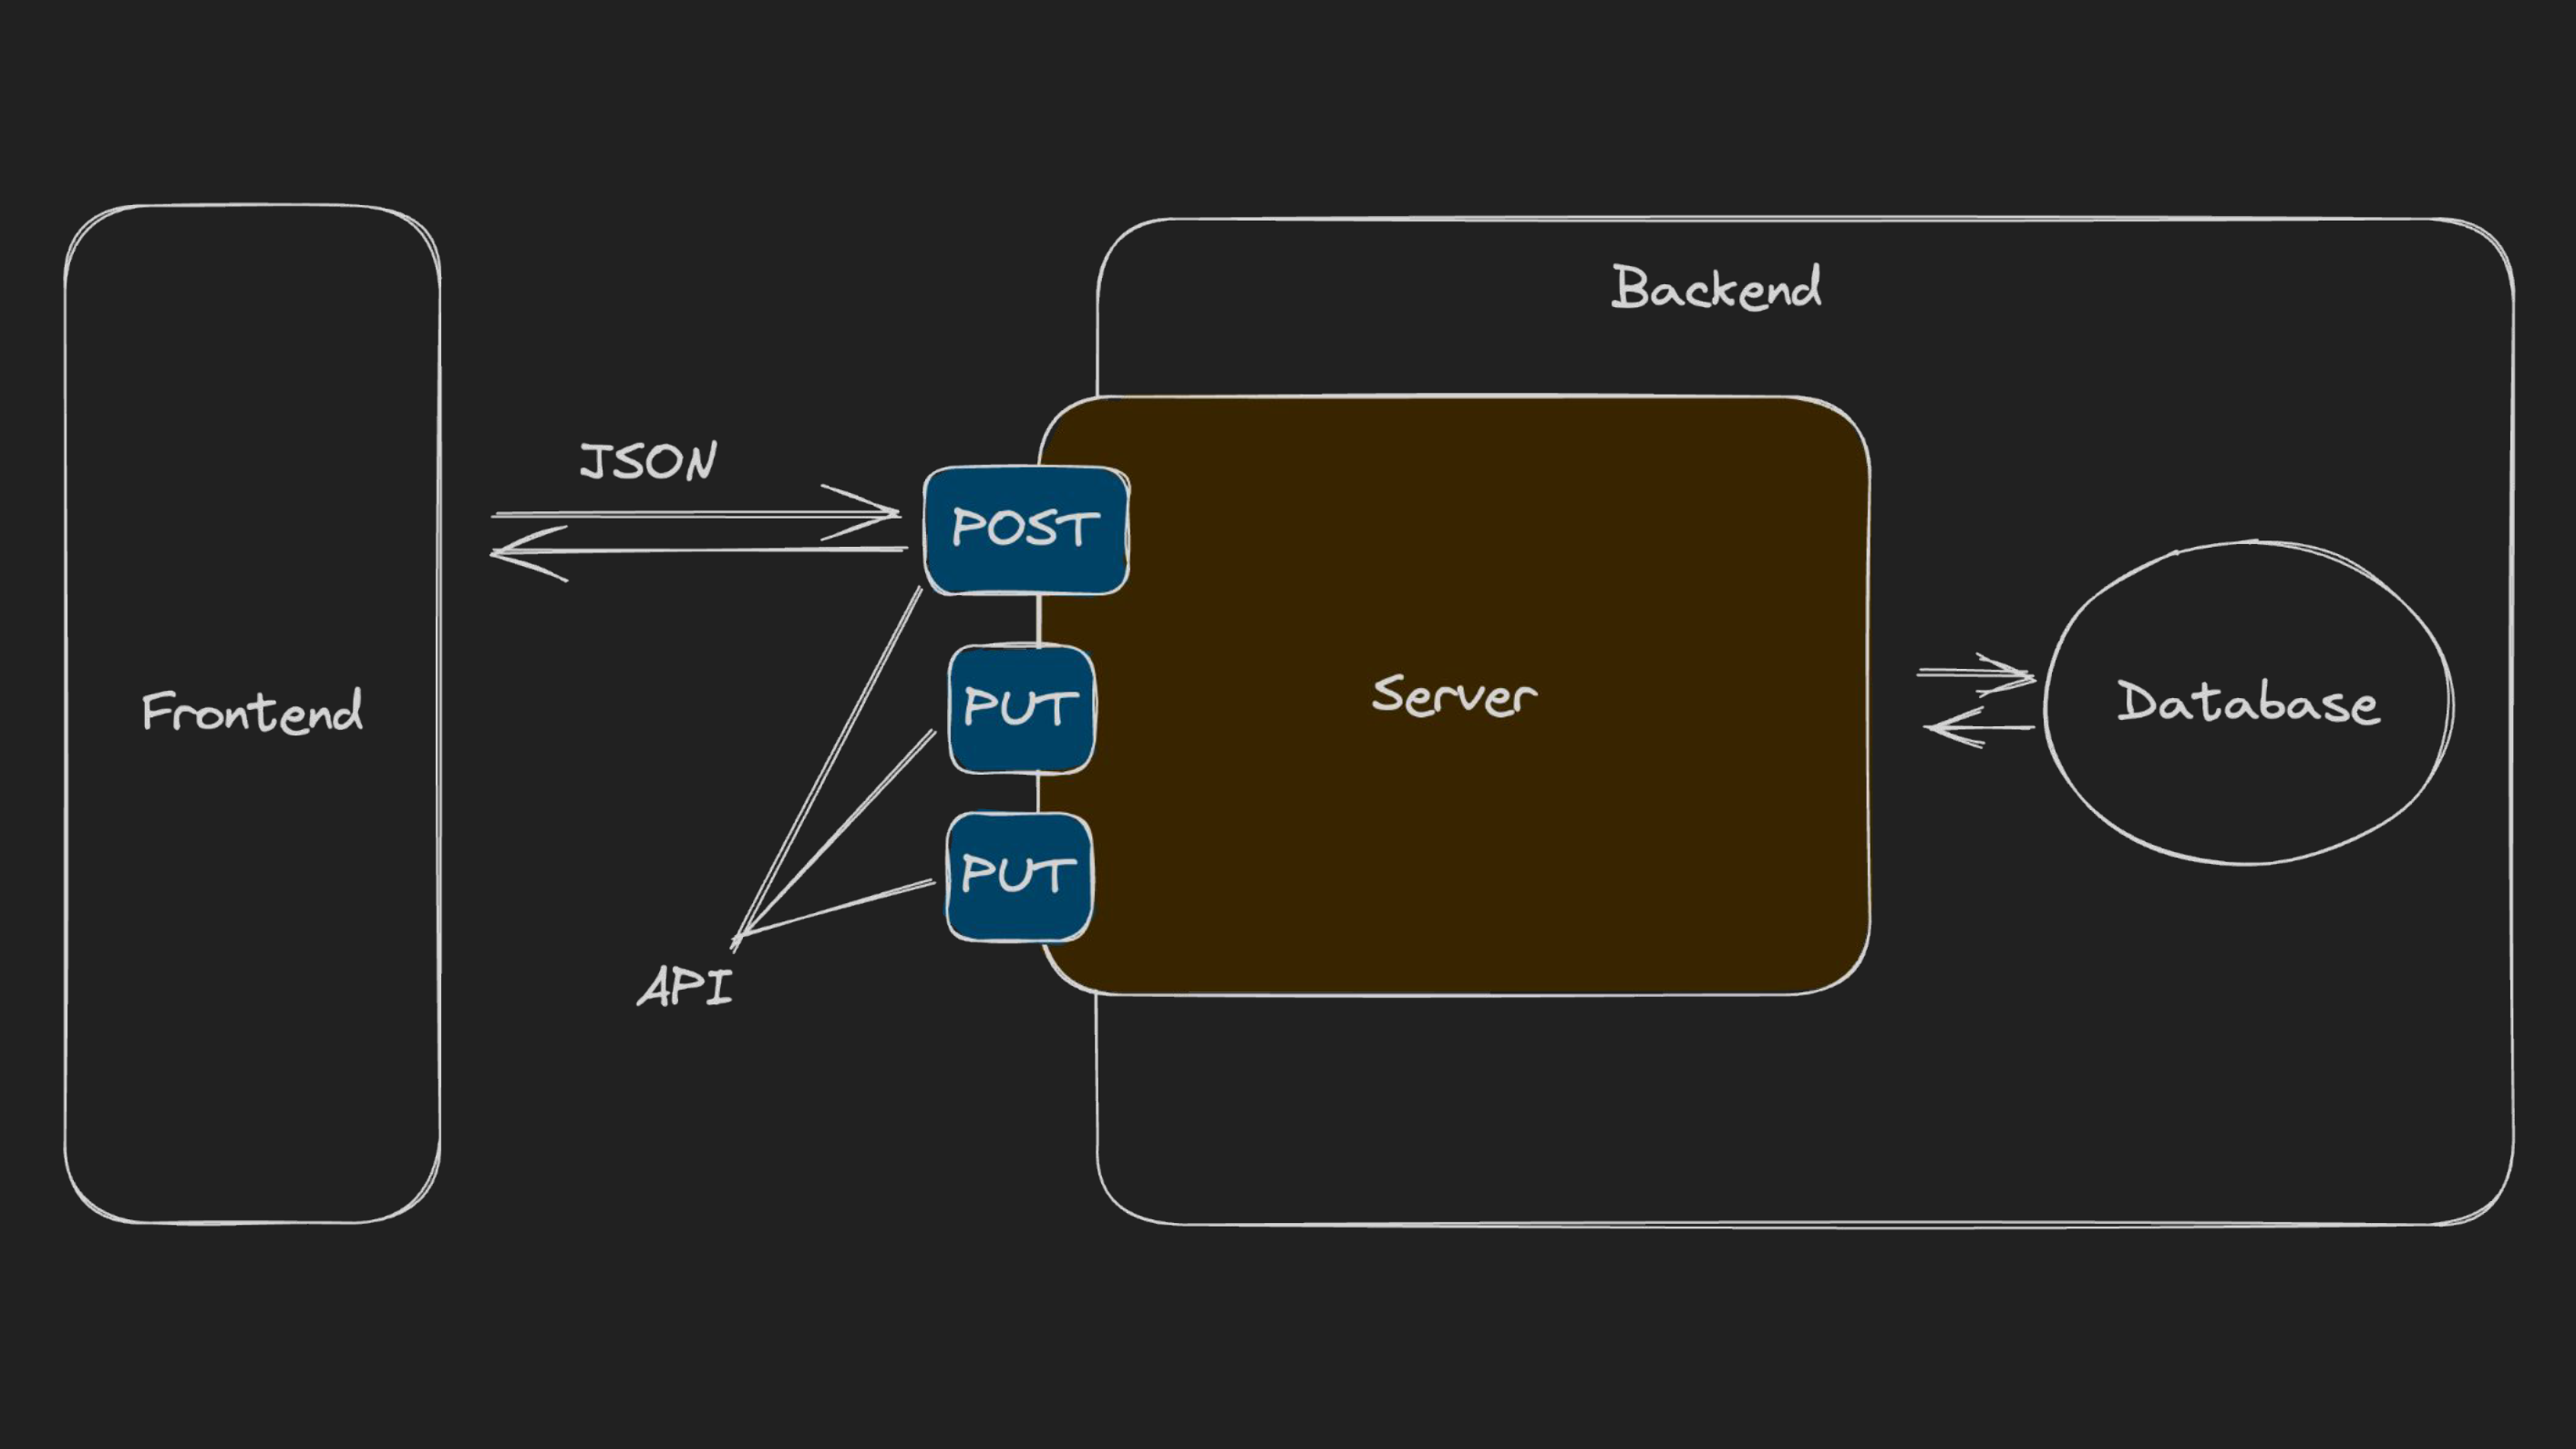 Backend
JSON
POST
Frontend
PUT
Server
Database
PUT
API